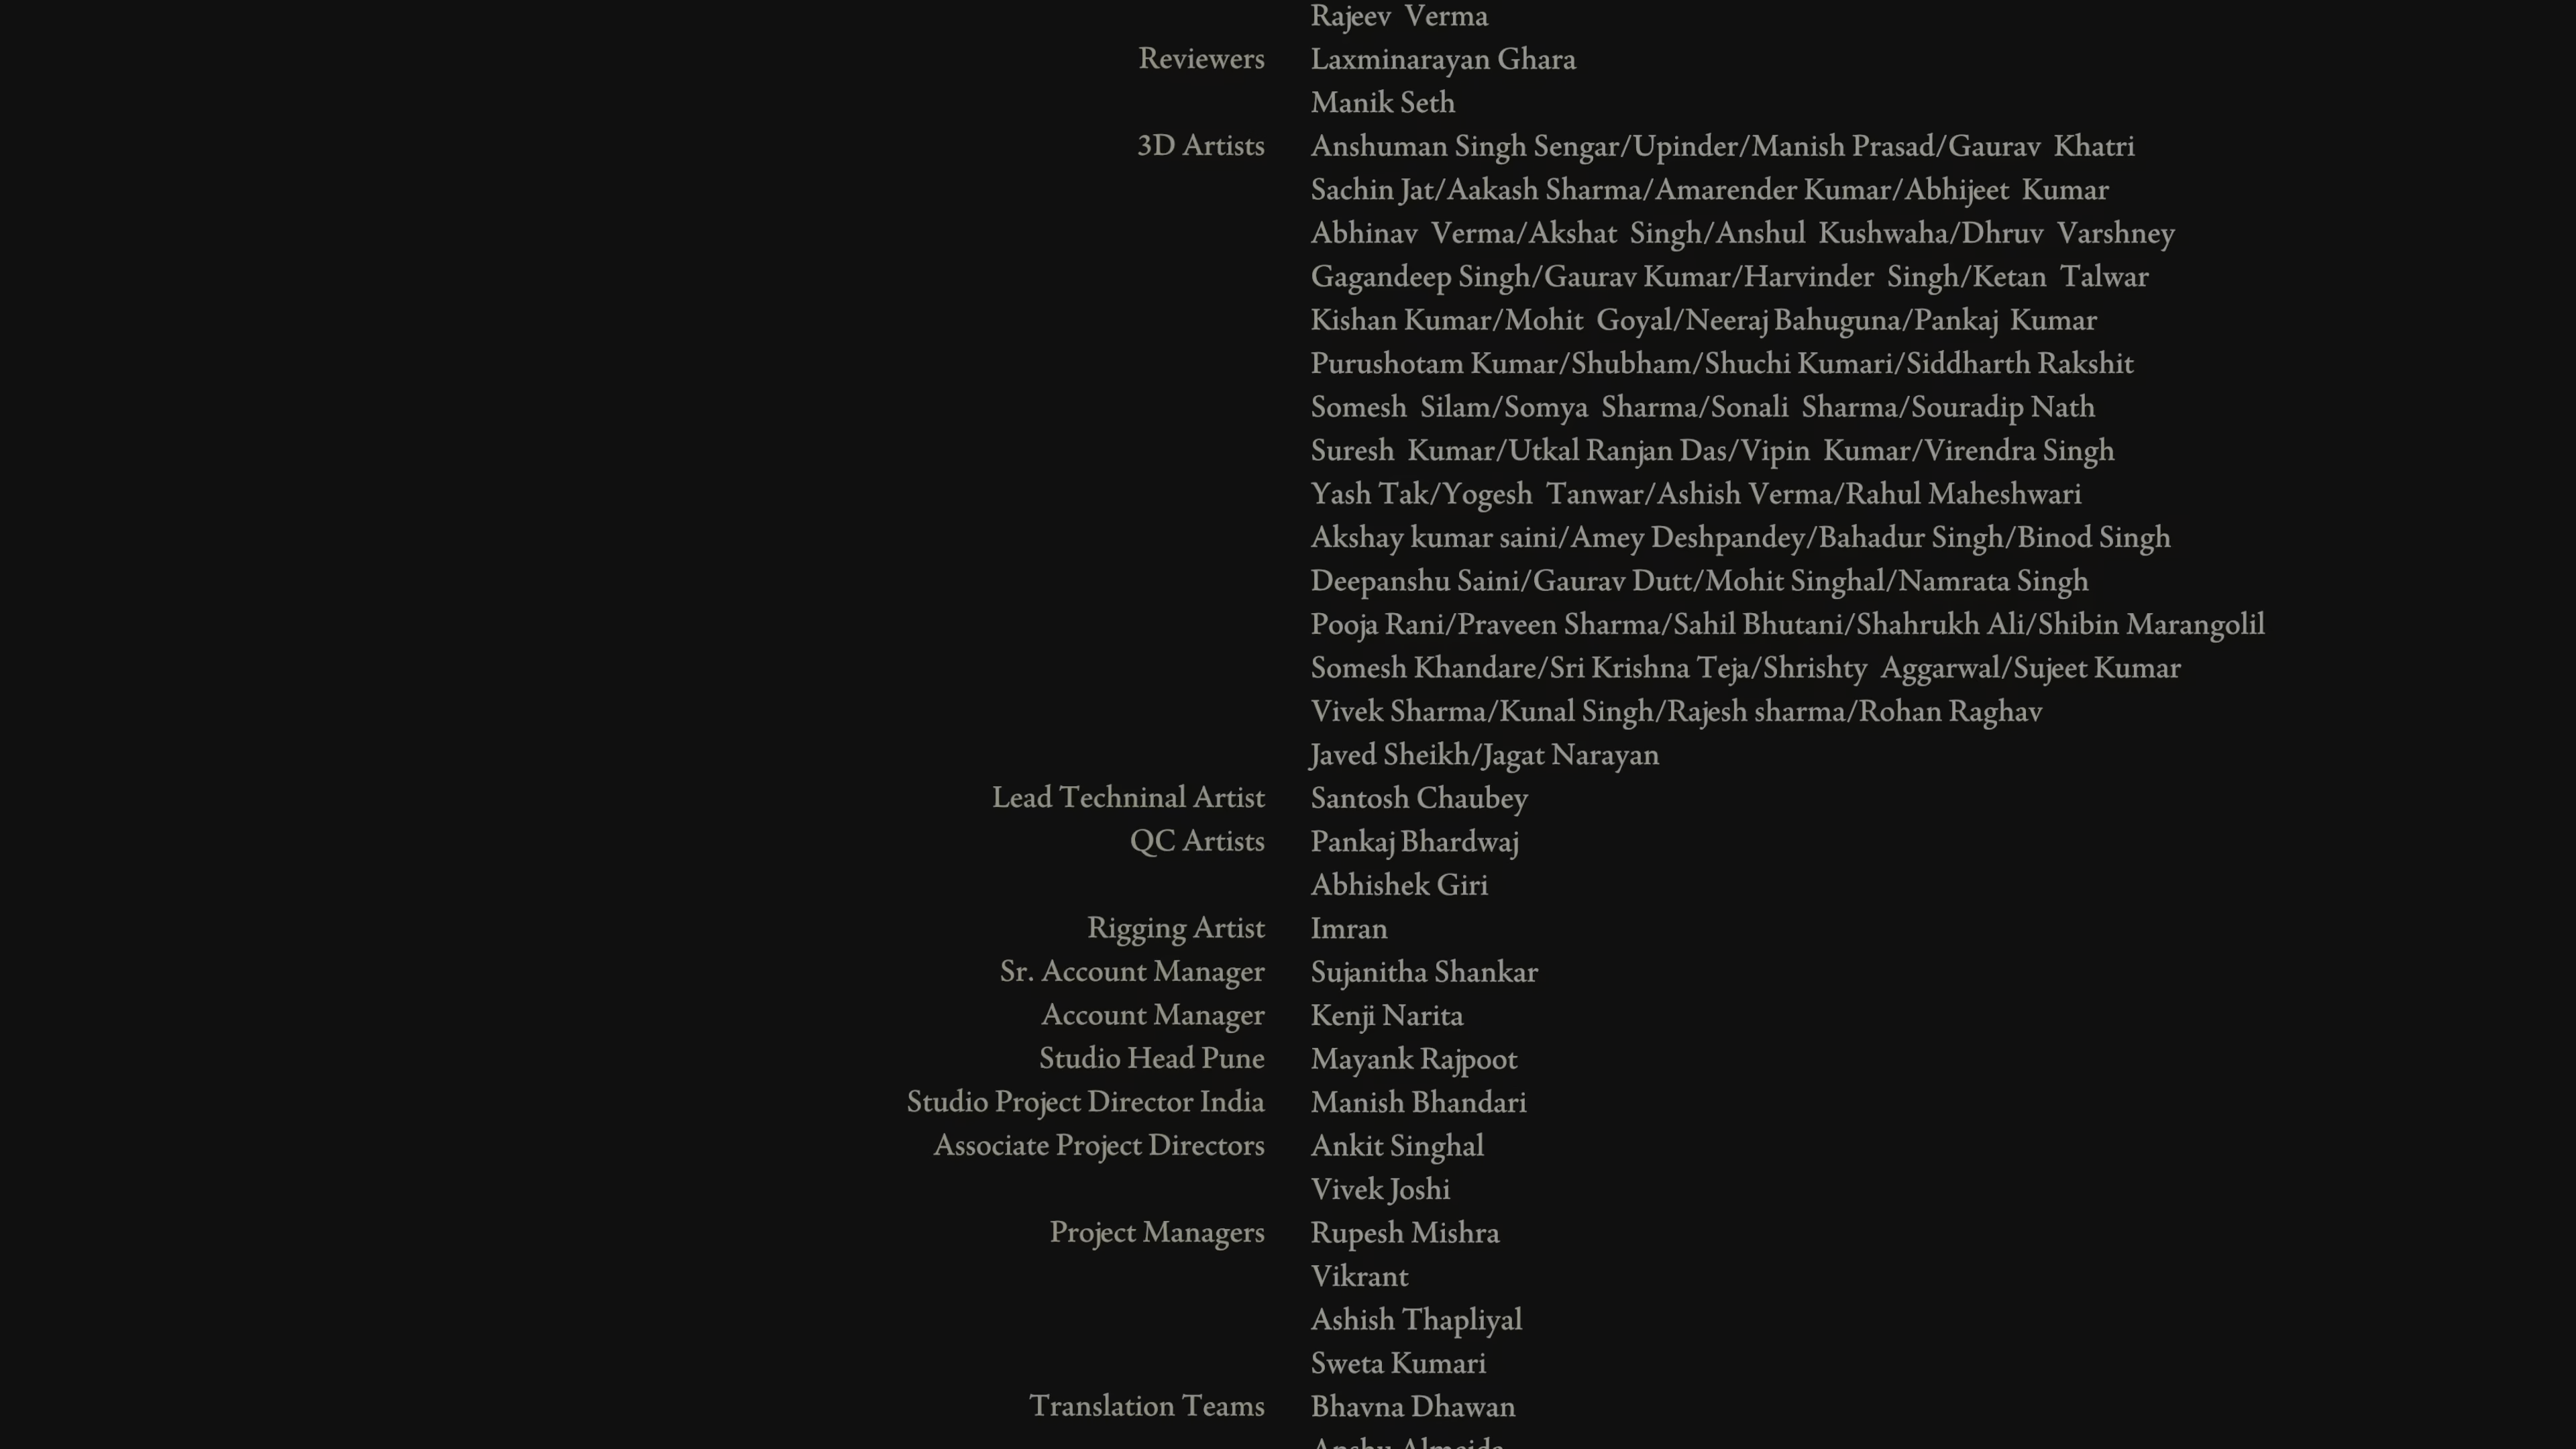 Rajeev Verma
Reviewers Laxminarayan Ghara
Manik Seth
3D Artists Anshuman Singh Sengar/Upinder/Manish Prasad/Gaurav Khatri
Sachin Jat/Aakash Sharma/Amarender Kumar/Abhijeet Kumar
Abhinav Verma/Akshat Singh/Anshul Kushwaha/Dhruv Varshney
Gagandeep Singh/Gaurav Kumar/Harvinder Singh/Ketan Talwar
Kishan Kumar/Mohit Goyal/Neeraj Bahuguna/Pankaj Kumar
Purushotam Kumar/Shubham/Shuchi Kumari/Siddharth Rakshit
Somesh Silam/Somya Sharma/Sonali Sharma/Souradip Nath
Suresh Kumar/Utkal Ranjan Das/Vipin Kumar/Virendra Singh
Yash Tak/Yogesh Tanwar/Ashish Verma/Rahul Maheshwari
Akshay kumar saini/Amey Deshpandey/Bahadur Singh/Binod Singh
Deepanshu Saini/Gaurav Dutt/Mohit Singhal/Namrata Singh
Pooja Rani/Praveen Sharma/Sahil Bhutani/Shahrukh Ali/Shibin Marangolil
Somesh Khandare/Sri Krishna Teja/Shrishty Aggarwal/Sujeet Kumar
Vivek Sharma/Kunal Singh/Rajesh sharma/Rohan Raghav
Javed Sheikh/Jagat Narayan
Lead Techninal Artist Santosh Chaubey
QC Artists Pankaj Bhardwaj
Abhishek Giri
Rigging Artist Imran
Sr. Account Manager Sujanitha Shankar
Account Manager Kenji Narita
Studio Head Pune Mayank Rajpoot
Studio Project Director India Manish Bhandari
Associate Project Directors Ankit Singhal
Vivek Joshi
Project Managers Rupesh Mishra
Vikrant
Ashish Thapliyal
Sweta Kumari
Translation Teams Bhavna Dhawan